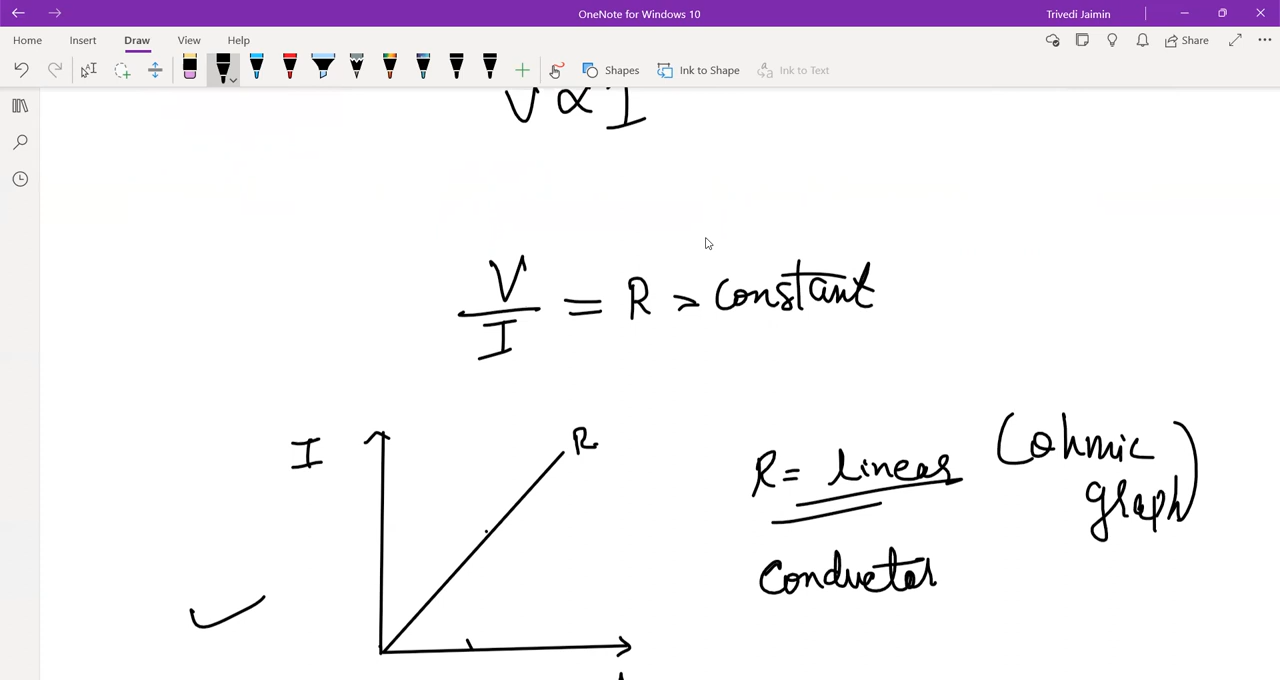 OneNote for Windows 10
Trivedi Jaimin
Home Insert Draw View Help
Share
Shapes Ink to Shape Ink to Text
V ∝ I
V/I = R > constant
I
R
R = linear (ohmic graph)
conductor